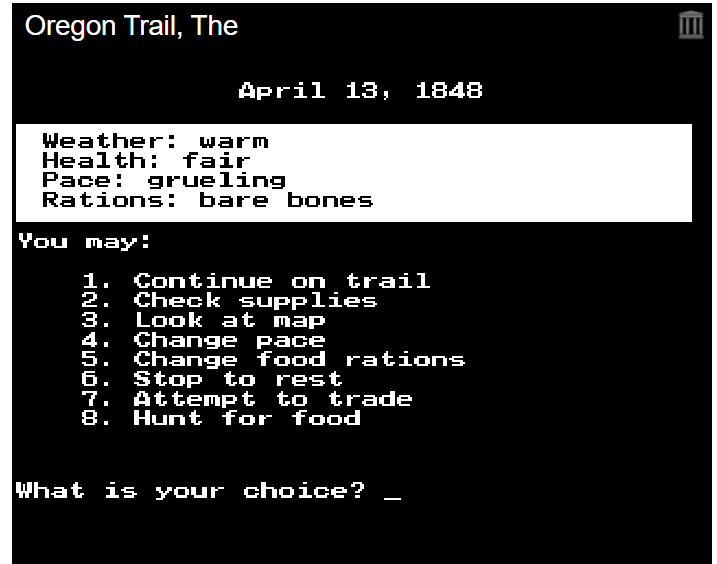 Oregon Trail, The
April 13, 1848
Weather: warm
Health: fair
Pace: grueling
Rations: bare bones
You may:
1. Continue on trail
2. Check supplies
3. Look at map
4. Change pace
5. Change food rations
6. Stop to rest
7. Attempt to trade
8. Hunt for food
What is your choice? _